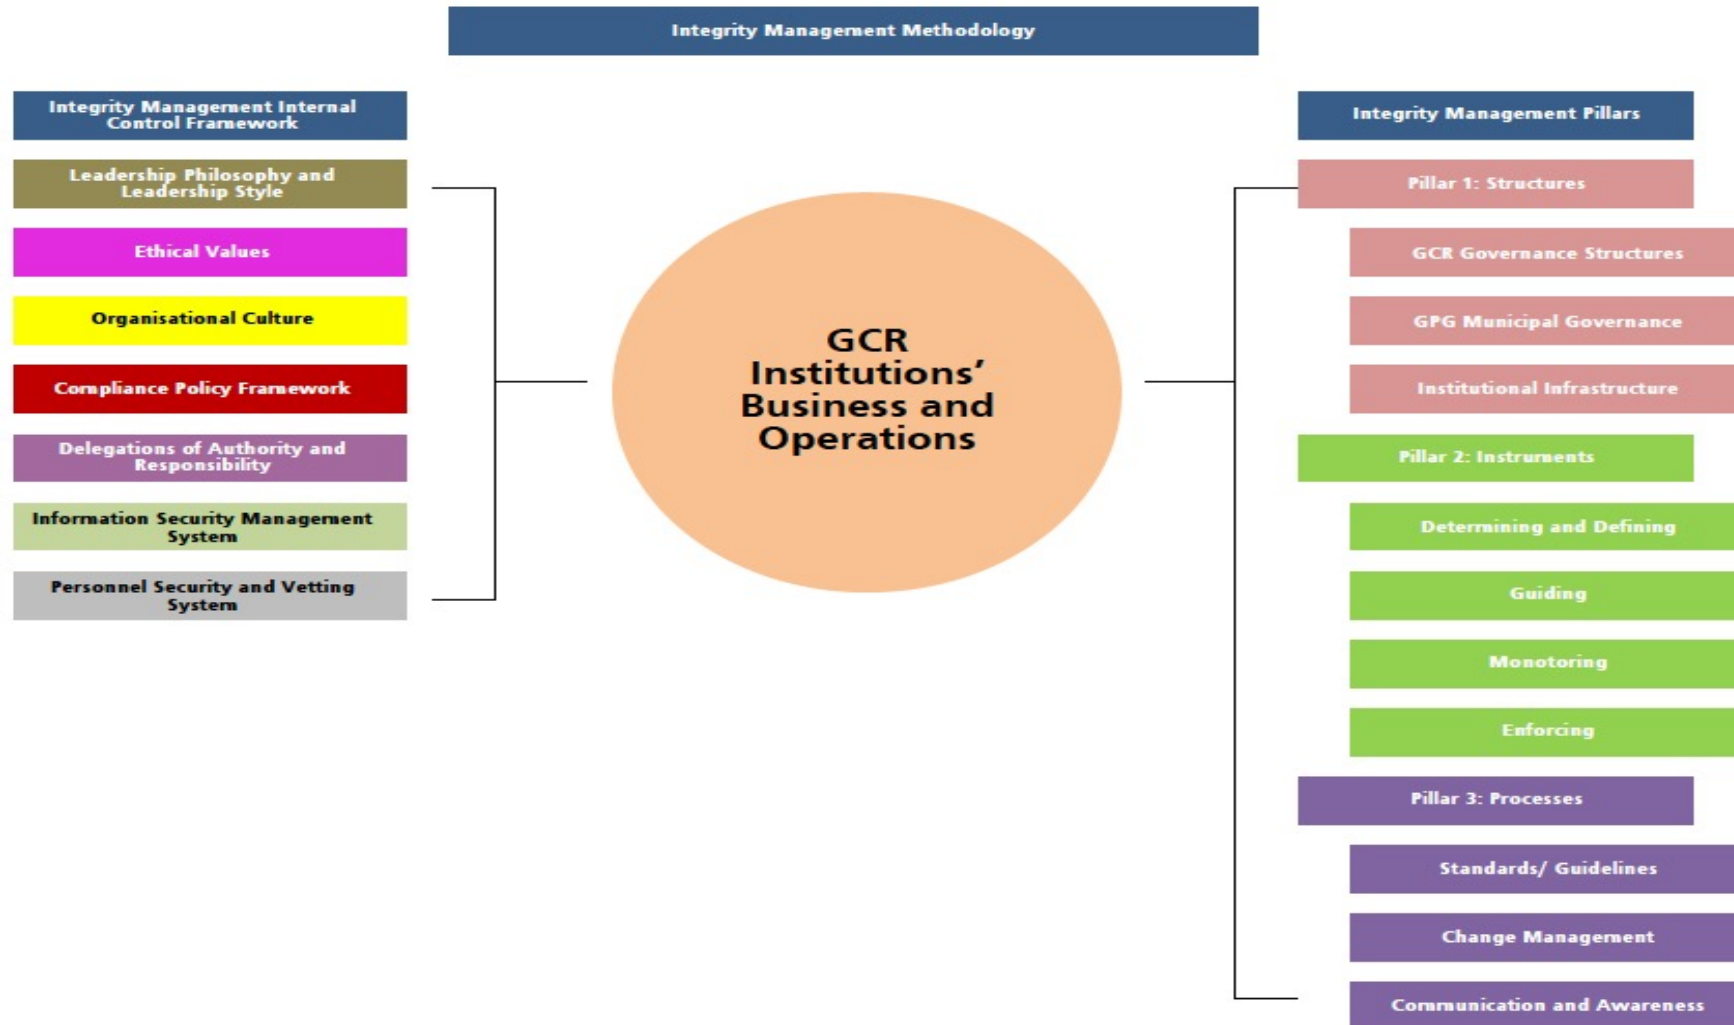 Integrity Management Methodology
Integrity Management Internal
Control Framework
Leadership Philosophy and
Leadership Style
Ethical Values
Organisational Culture
Compliance Policy Framework
Delegations of Authority and
Responsibility
Information Security Management
System
Personnel Security and Vetting
System
GCR
Institutions’
Business and
Operations
Integrity Management Pillars
Pillar 1: Structures
GCR Governance Structures
GPG Municipal Governance
Institutional Infrastructure
Pillar 2: Instruments
Determining and Defining
Guiding
Monotoring
Enforcing
Pillar 3: Processes
Standards/ Guidelines
Change Management
Communication and Awareness